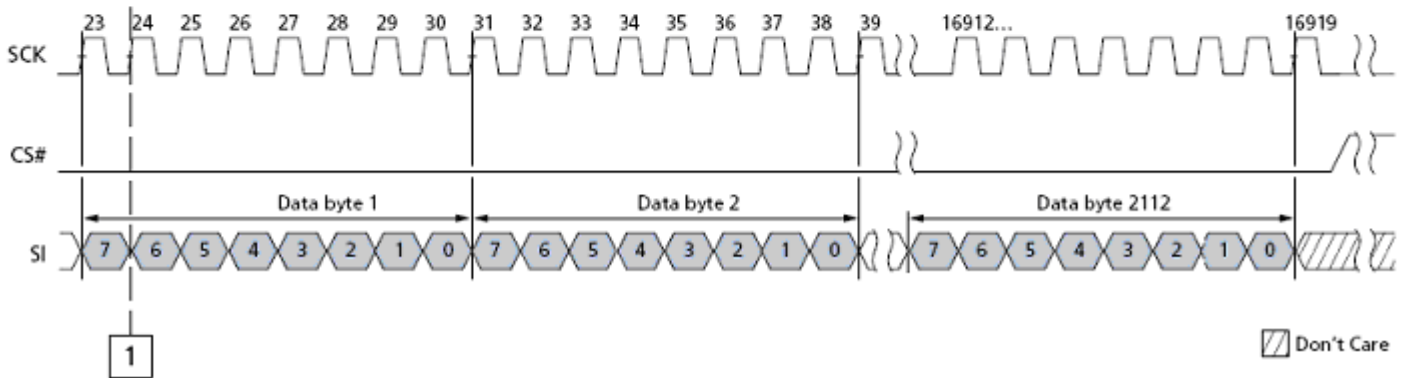 23 24 25 26 27 28 29 30 31 32 33 34 35 36 37 38 39 16912... 16919
SCK
CS#
Data byte 1 Data byte 2 Data byte 2112
SI 7 6 5 4 3 2 1 0 7 6 5 4 3 2 1 0 7 6 5 4 3 2 1 0
1
Don't Care